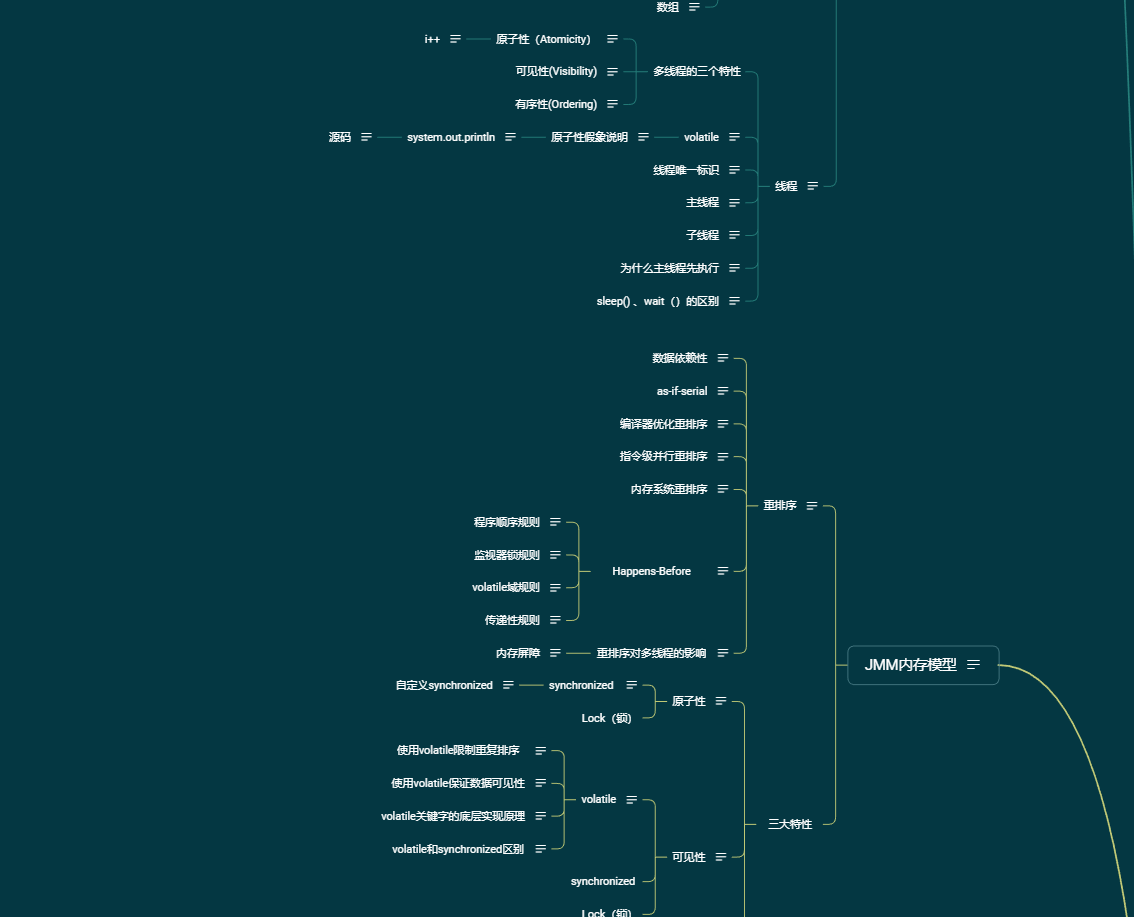 数组
i++
原子性（Atomicity）
可见性(Visibility)
多线程的三个特性
有序性(Ordering)
源码
system.out.println
原子性假象说明
volatile
线程唯一标识
线程
主线程
子线程
为什么主线程先执行
sleep() 、wait（）的区别
数据依赖性
as-if-serial
编译器优化重排序
指令级并行重排序
内存系统重排序
重排序
程序顺序规则
监视器锁规则
Happens-Before
volatile域规则
传递性规则
内存屏障
重排序对多线程的影响
JMM内存模型
自定义synchronized
synchronized
原子性
Lock（锁）
使用volatile限制重复排序
使用volatile保证数据可见性
volatile
volatile关键字的底层实现原理
三大特性
volatile和synchronized区别
可见性
synchronized
Lock（锁）